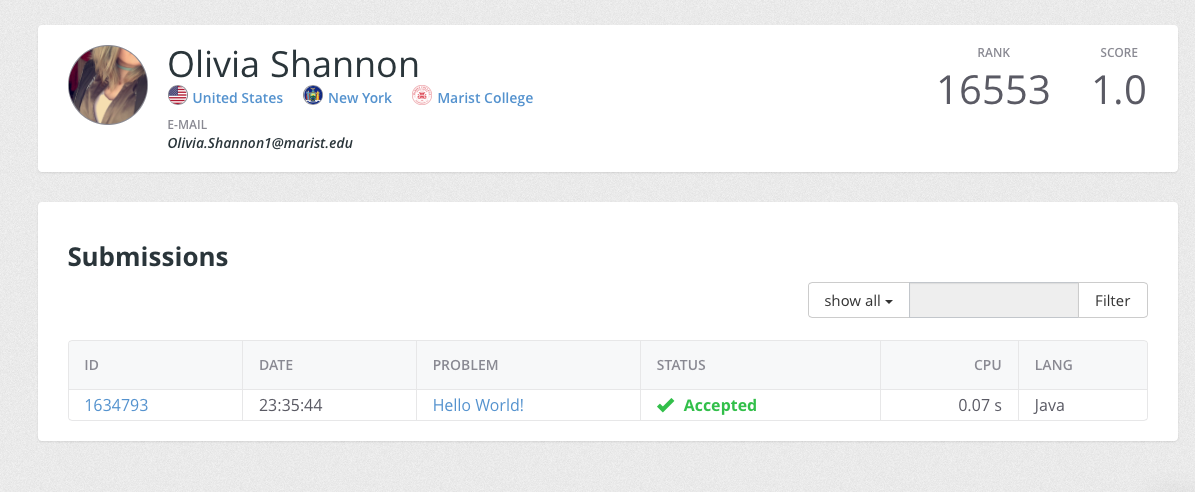 Olivia Shannon
United States New York Marist College
E-MAIL
Olivia.Shannon1@marist.edu
RANK SCORE
16553 1.0
Submissions
show all Filter
ID DATE PROBLEM STATUS CPU LANG
1634793 23:35:44 Hello World! Accepted 0.07 s Java